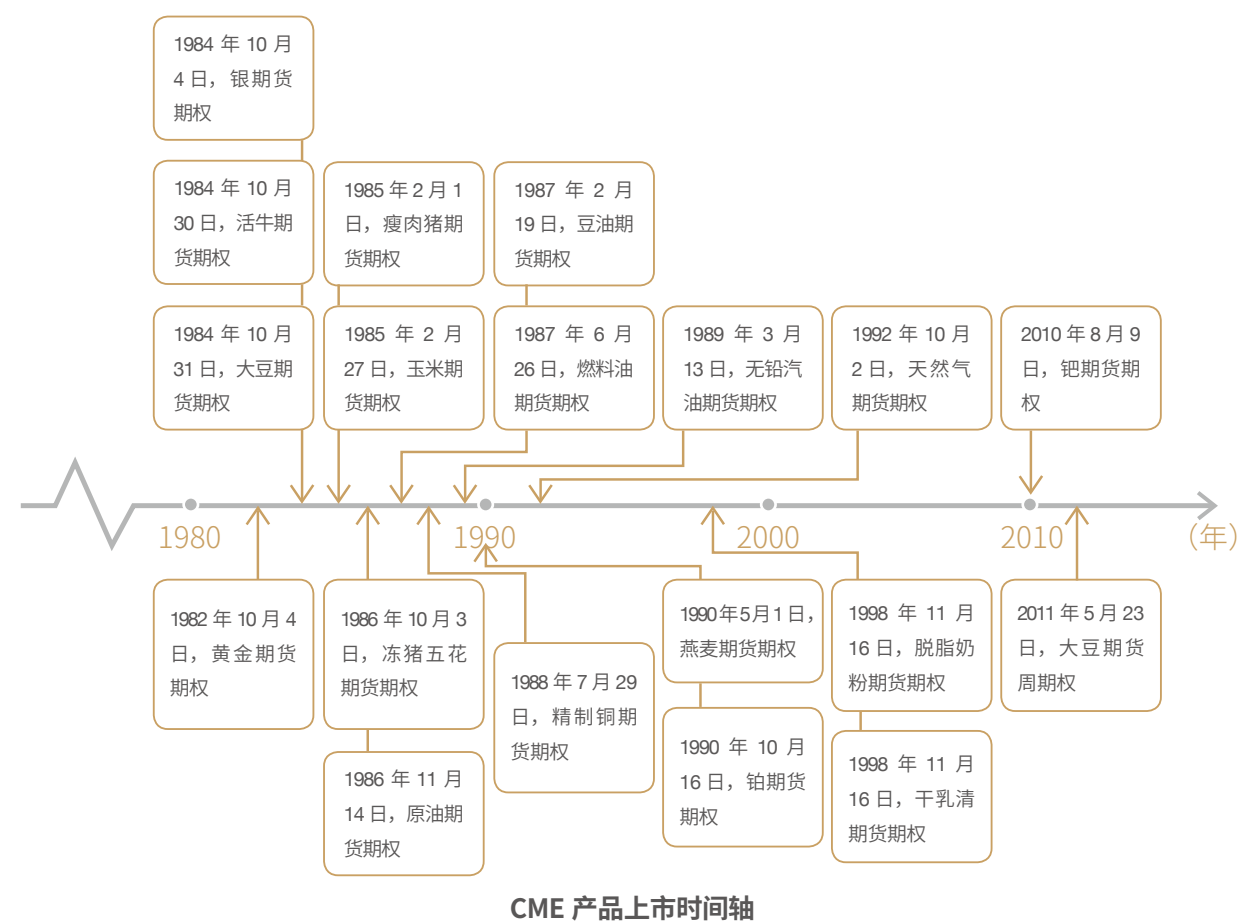 1984 年 10 月
4 日，银期货
期权
1984 年 10 月
30 日，活牛期
货期权
1985 年 2 月 1
日，瘦肉猪期
货期权
1987 年 2 月
19 日，豆油期
货期权
1984 年 10 月
31 日，大豆期
货期权
1985 年 2 月
27 日，玉米期
货期权
1987 年 6 月
26 日，燃料油
期货期权
1989 年 3 月
13 日，无铅汽
油期货期权
1992 年 10 月
2 日，天然气
期货期权
2010 年 8 月 9
日，钯期货期
权
1980
1990
2000
2010
（年）
1982 年 10 月 4
日，黄金期货
期权
1986 年 10 月 3
日，冻猪五花
期货期权
1988 年 7 月 29
日，精制铜期
货期权
1990 年 5 月 1 日，
燕麦期货期权
1998 年 11 月
16 日，脱脂奶
粉期货期权
2011 年 5 月 23
日，大豆期货
周期权
1986 年 11 月
14 日，原油期
货期权
1990 年 10 月
16 日，铂期货
期权
1998 年 11 月
16 日，干乳清
期货期权
CME 产品上市时间轴